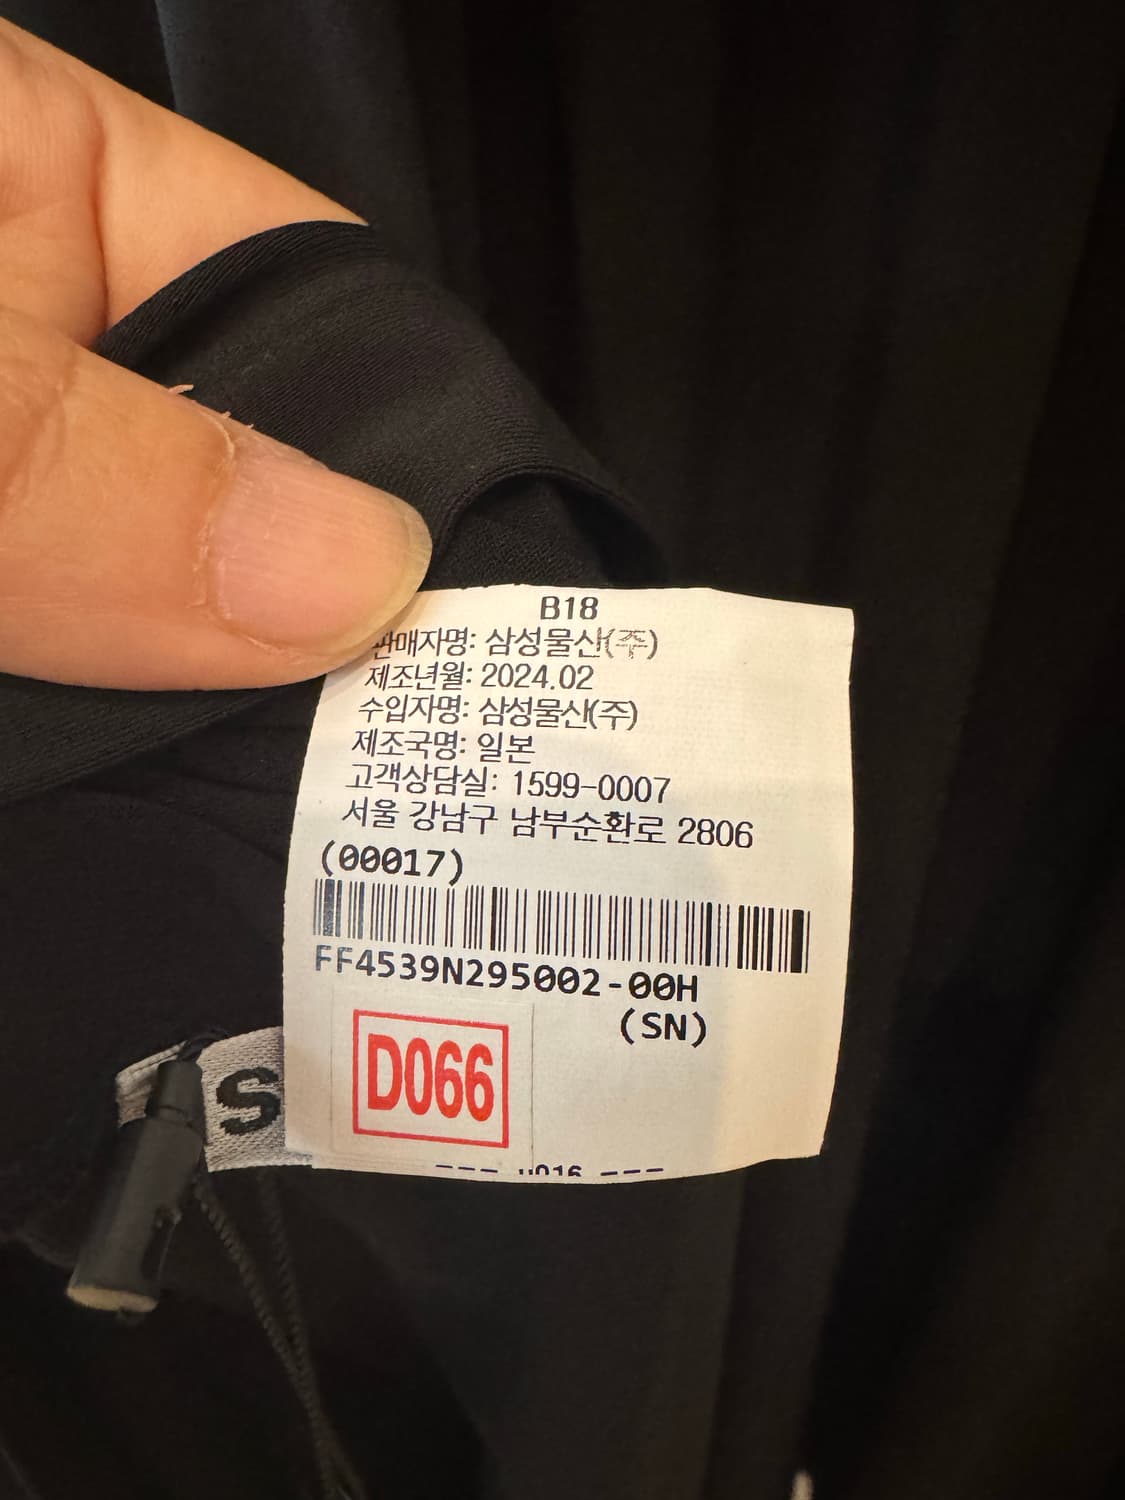 B18
판매자명: 삼성물산(주)
제조년월: 2024.02
수입자명: 삼성물산(주)
제조국명: 일본
고객상담실: 1599-0007
서울 강남구 남부순환로 2806
(00017)
FF4539N295002-00H
(SN)
D066
S